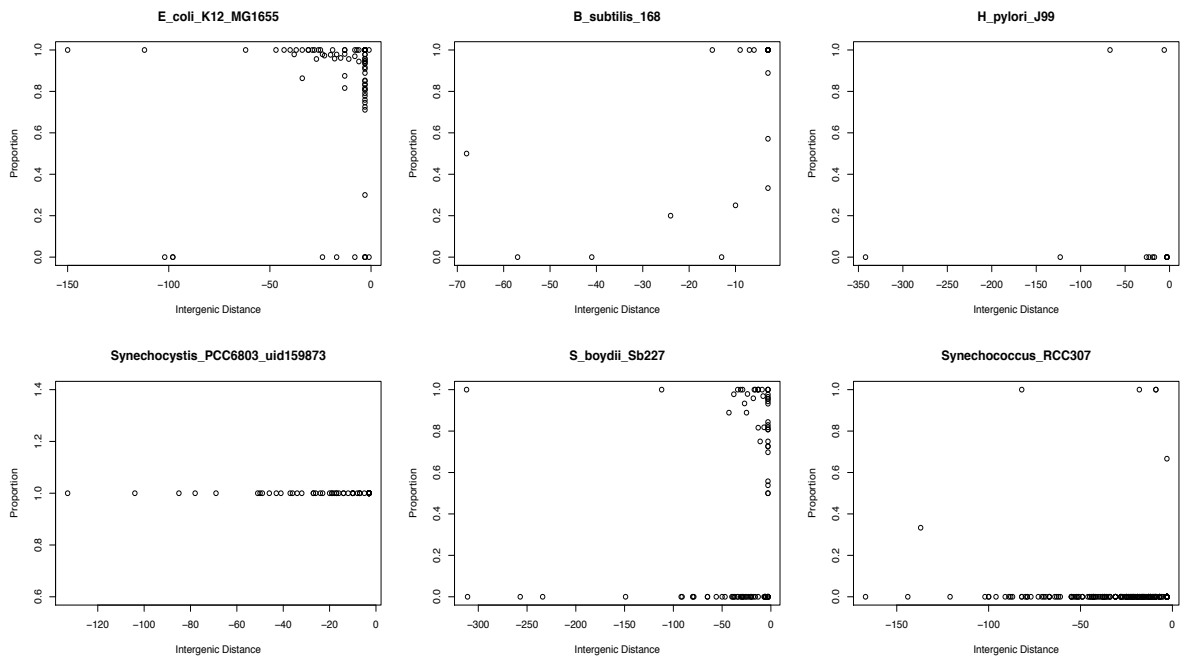 E_coli_K12_MG1655
Proportion
1.0
0.8
0.6
0.4
0.2
0.0
−150 −100 −50 0
Intergenic Distance
B_subtilis_168
Proportion
1.0
0.8
0.6
0.4
0.2
0.0
−70 −60 −50 −40 −30 −20 −10
Intergenic Distance
H_pylori_J99
Proportion
1.0
0.8
0.6
0.4
0.2
0.0
−350 −300 −250 −200 −150 −100 −50 0
Intergenic Distance
Synechocystis_PCC6803_uid159873
Proportion
1.4
1.2
1.0
0.8
0.6
−120 −100 −80 −60 −40 −20 0
Intergenic Distance
S_boydii_Sb227
Proportion
1.0
0.8
0.6
0.4
0.2
0.0
−300 −250 −200 −150 −100 −50 0
Intergenic Distance
Synechococcus_RCC307
Proportion
1.0
0.8
0.6
0.4
0.2
0.0
−150 −100 −50 0
Intergenic Distance